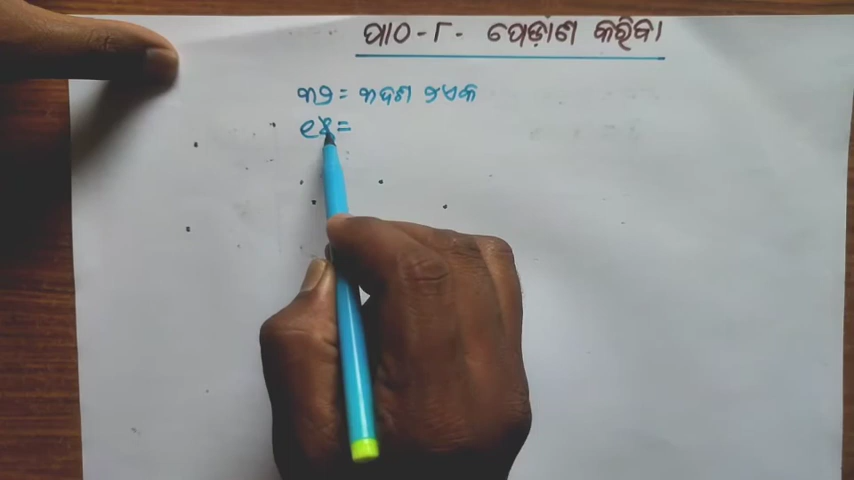 ପାଠ - ୮ - ପେଡ଼ାଣ କରିବା
୩୨ = ୩ଦଶ ୨ଏକ
୧୪ =